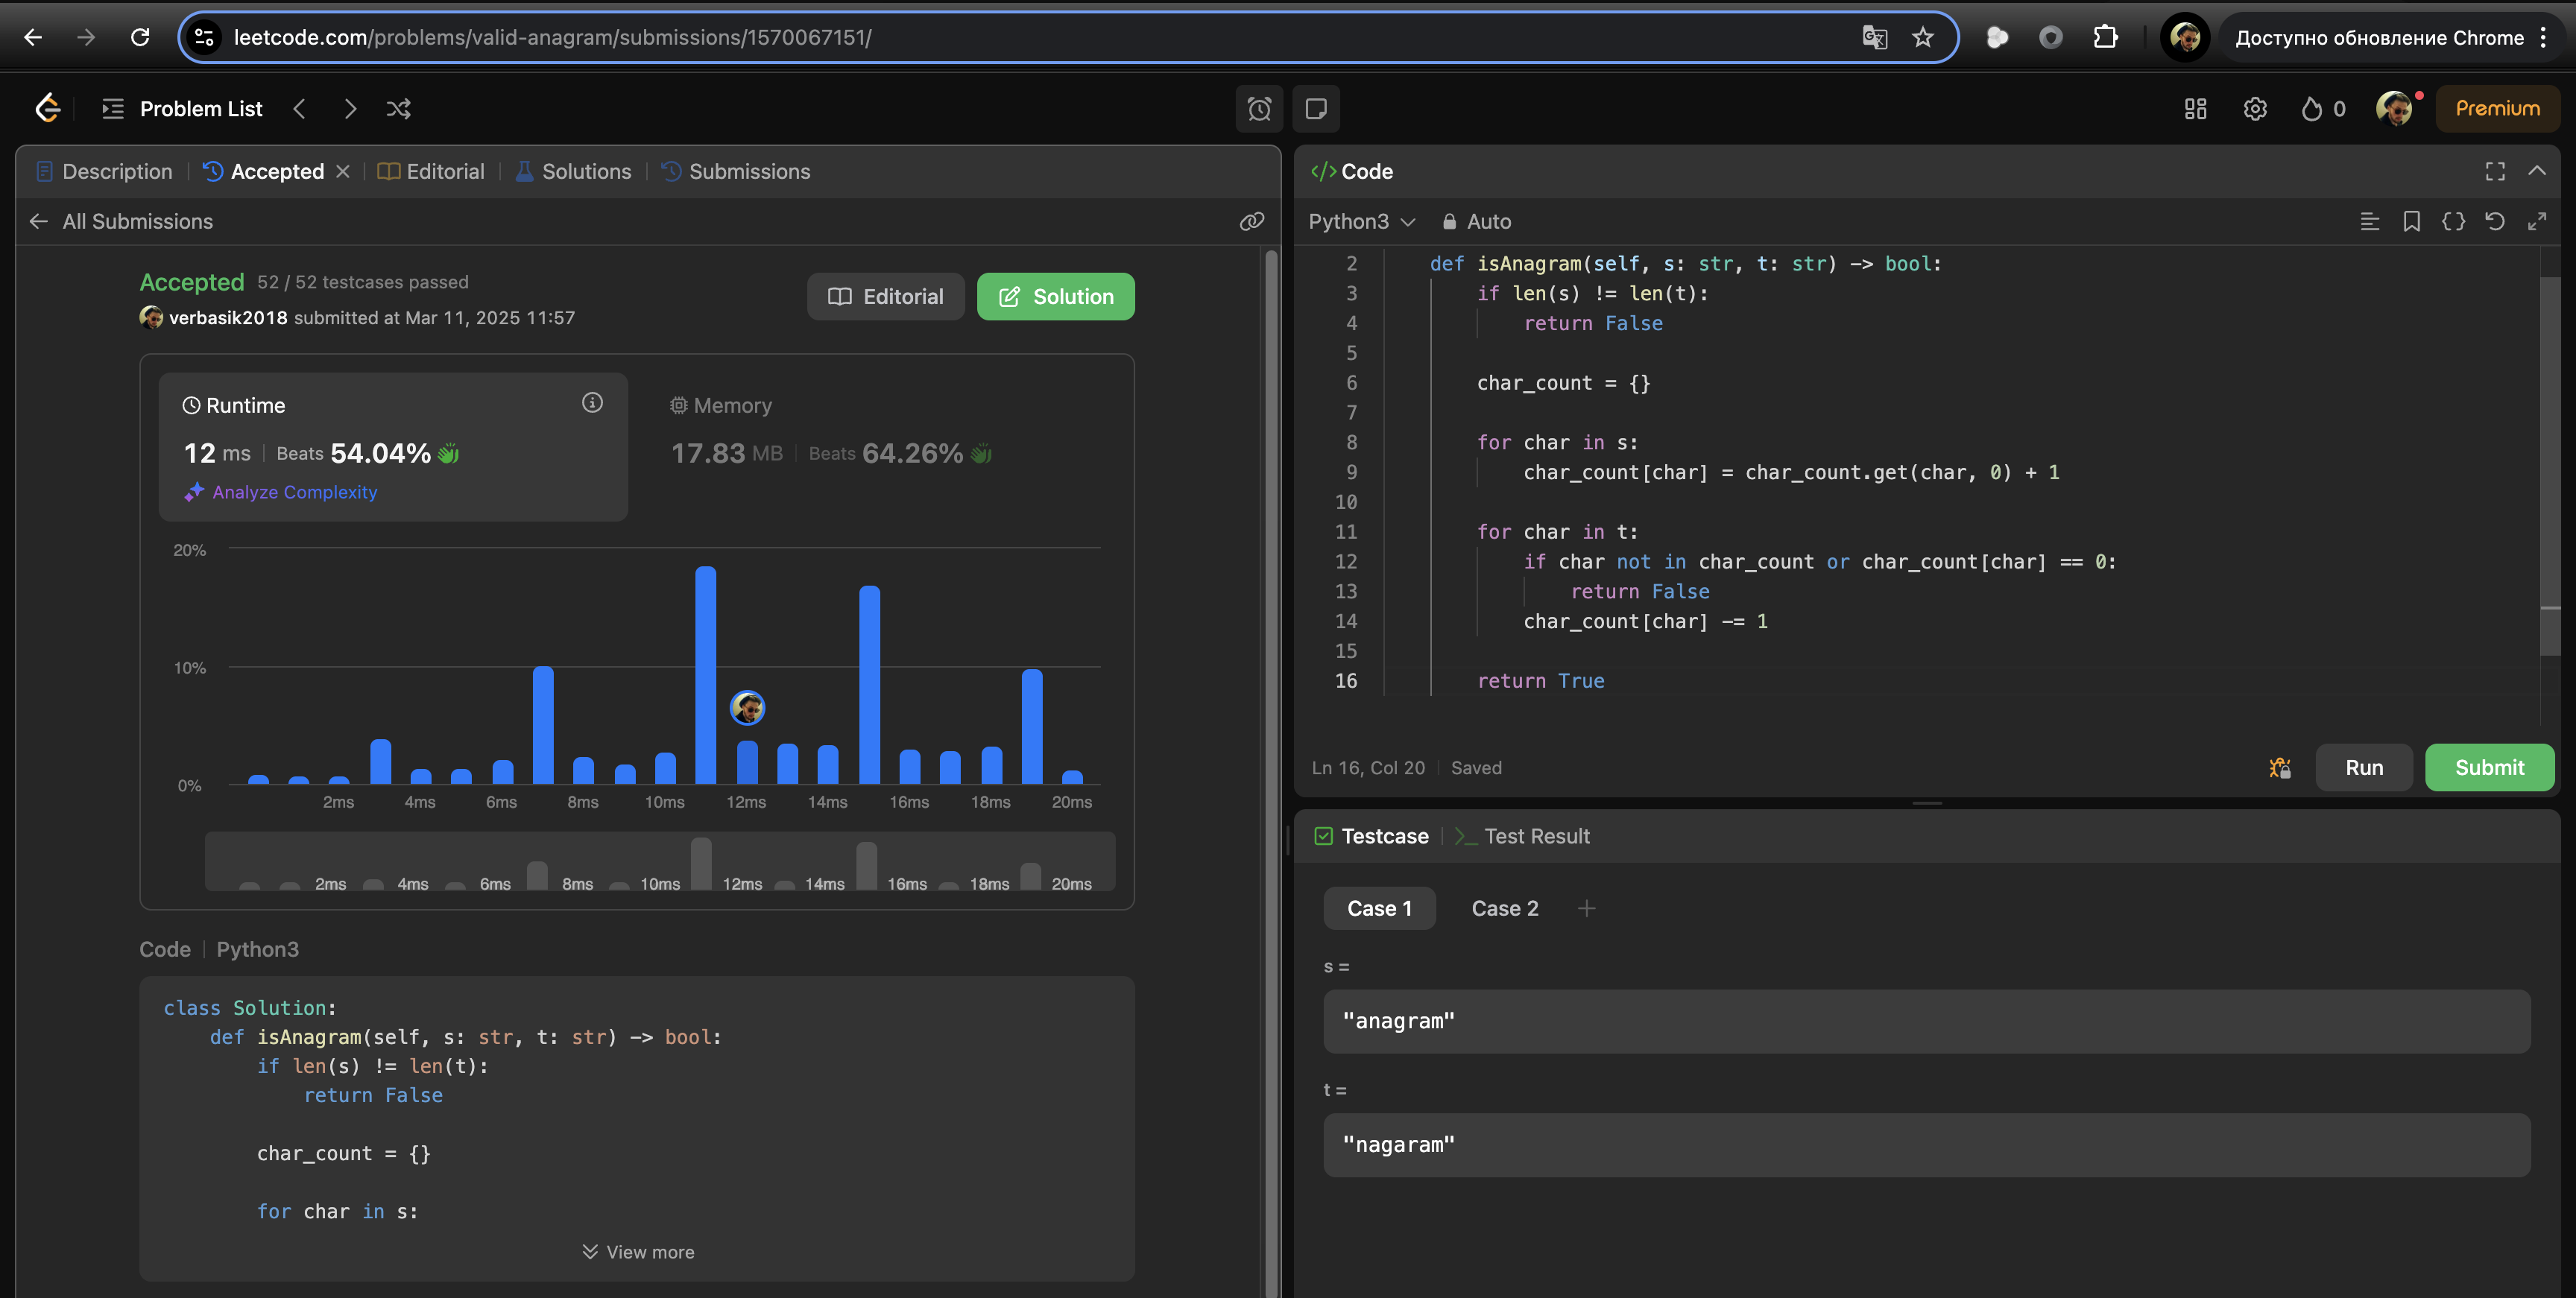 leetcode.com/problems/valid-anagram/submissions/1570067151/
Доступно обновление Chrome
Problem List
0
Premium
Description
Accepted
Editorial
Solutions
Submissions
All Submissions
Accepted 52 / 52 testcases passed
verbasik2018 submitted at Mar 11, 2025 11:57
Editorial
Solution
Runtime
12 ms | Beats 54.04%
Analyze Complexity
Memory
17.83 MB | Beats 64.26%
20%
10%
0%
2ms 4ms 6ms 8ms 10ms 12ms 14ms 16ms 18ms 20ms
2ms 4ms 6ms 8ms 10ms 12ms 14ms 16ms 18ms 20ms
Code | Python3
class Solution:
    def isAnagram(self, s: str, t: str) -> bool:
        if len(s) != len(t):
            return False

        char_count = {}

        for char in s:
View more
</> Code
Python3
Auto
2    def isAnagram(self, s: str, t: str) -> bool:
3        if len(s) != len(t):
4            return False
5
6        char_count = {}
7
8        for char in s:
9            char_count[char] = char_count.get(char, 0) + 1
10
11        for char in t:
12            if char not in char_count or char_count[char] == 0:
13                return False
14            char_count[char] -= 1
15
16        return True
Ln 16, Col 20 | Saved
Run
Submit
Testcase
>_ Test Result
Case 1
Case 2
+
s =
"anagram"
t =
"nagaram"